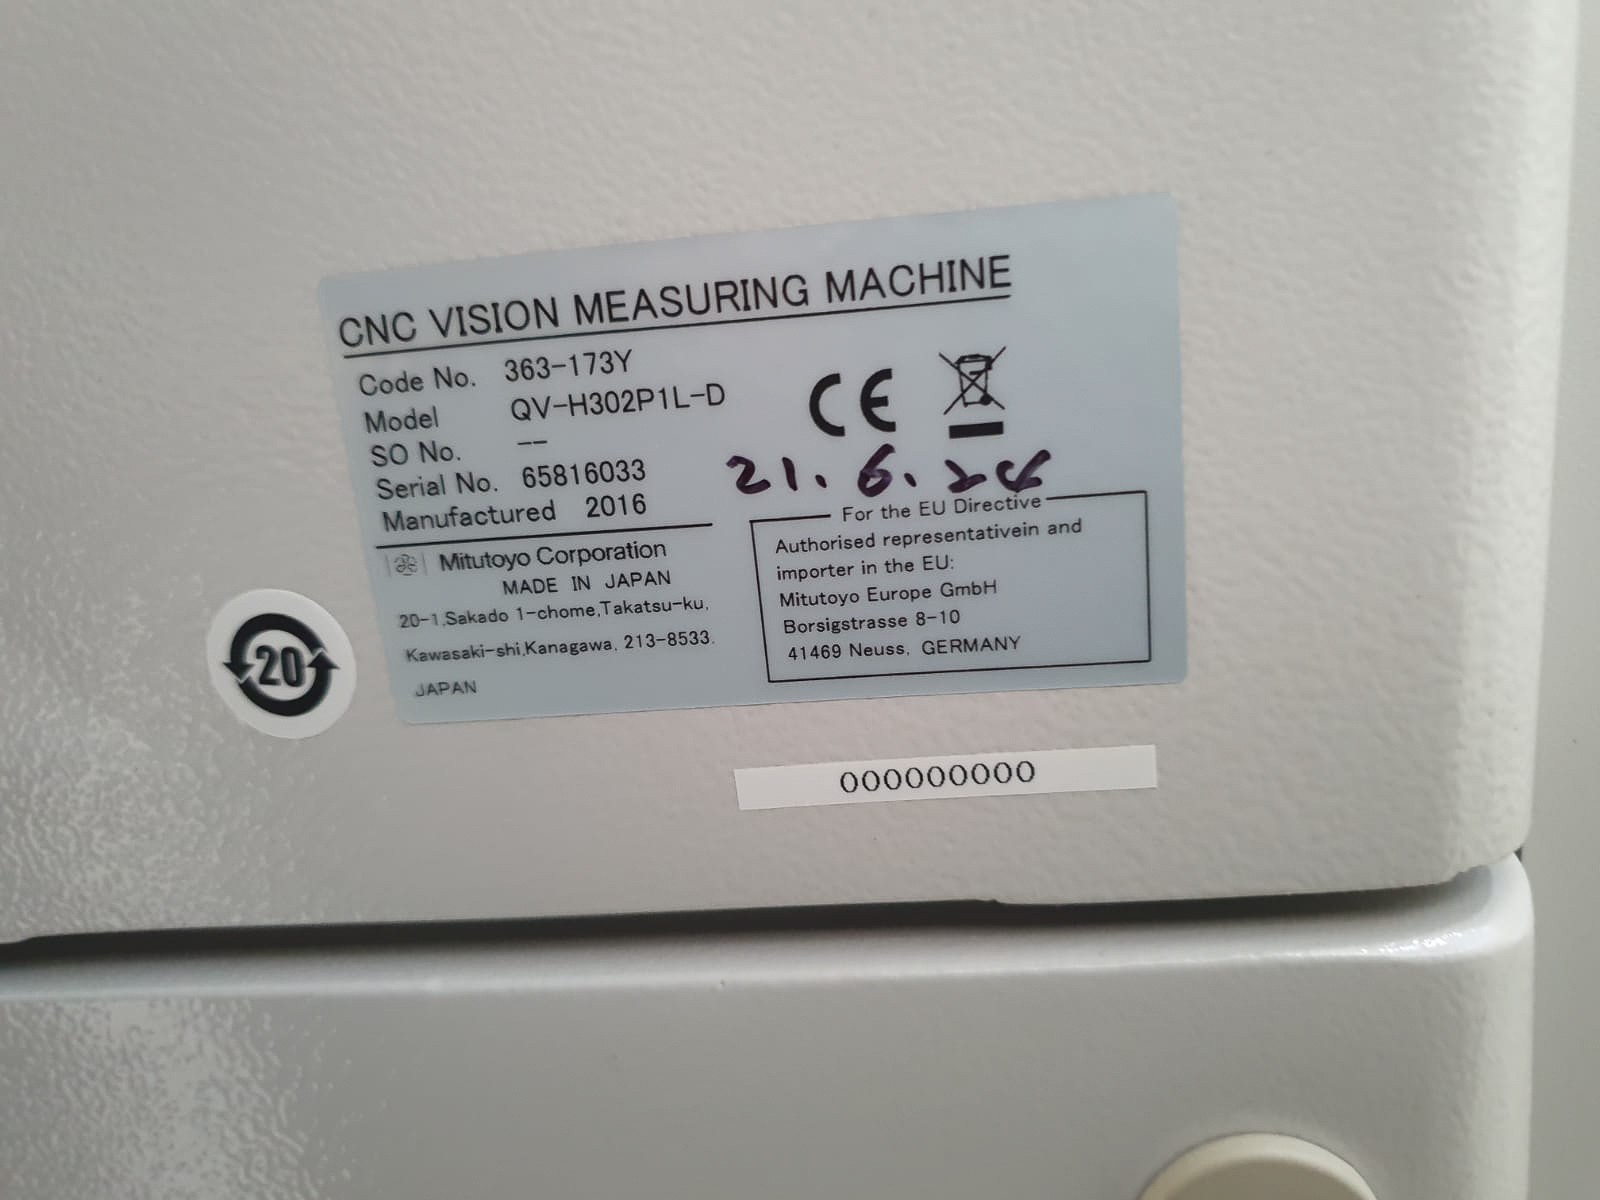 CNC VISION MEASURING MACHINE
Code No. 363-173Y
Model QV-H302P1L-D
SO No. --
Serial No. 65816033
Manufactured 2016
Mitutoyo Corporation
MADE IN JAPAN
20-1,Sakado 1-chome,Takatsu-ku,
Kawasaki-shi,Kanagawa, 213-8533.
JAPAN
CE
21.6.
For the EU Directive
Authorised representativein and
importer in the EU:
Mitutoyo Europe GmbH
Borsigstrasse 8-10
41469 Neuss, GERMANY
20
000000000